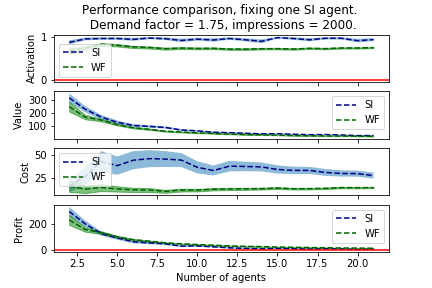 Performance comparison, fixing one SI agent.
Demand factor = 1.75, impressions = 2000.
Activation
1
0
SI
WF
Value
300
200
100
SI
WF
Cost
50
25
SI
WF
Profit
200
0
SI
WF
2.5 5.0 7.5 10.0 12.5 15.0 17.5 20.0
Number of agents